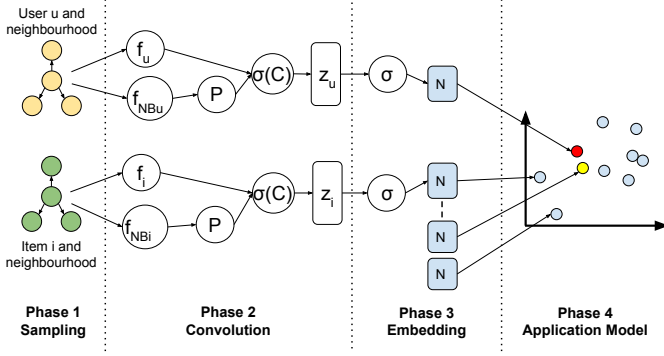 User u and
neighbourhood
f_u
f_NBu
P
σ(C)
z_u
σ
N
f_i
f_NBi
P
σ(C)
z_i
σ
N
N
N
Item i and
neighbourhood
Phase 1
Sampling
Phase 2
Convolution
Phase 3
Embedding
Phase 4
Application Model